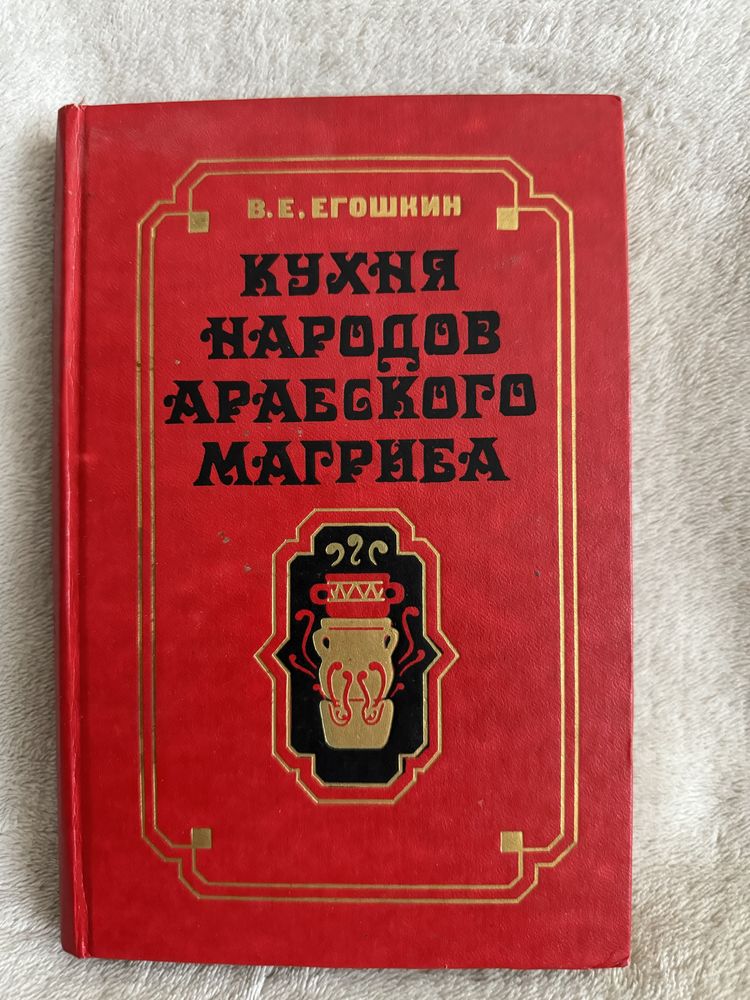 В. Е. ЕГОШКИН
КУХНЯ
НАРОДОВ
АРАБСКОГО
МАГРИБА